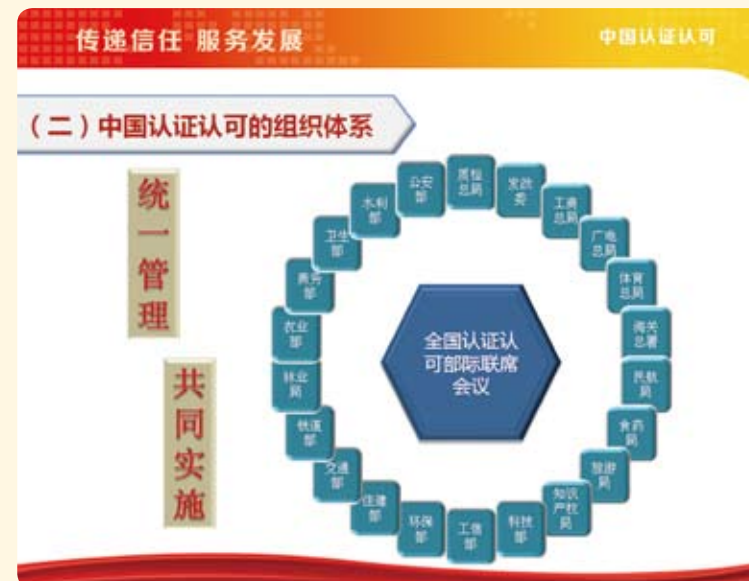 传递信任 服务发展
中国认证认可
（二）中国认证认可的组织体系
统一管理
共同实施
全国认证认
可部际联席
会议
质检
总局
发改
委
工商
总局
广电
总局
体育
总局
海关
总署
民航
局
食药
局
旅游
局
知识
产权
局
科技
部
工信
部
环保
部
住建
部
交通
部
铁道
部
林业
局
农业
部
商务
部
卫生
部
水利
部
公安
部